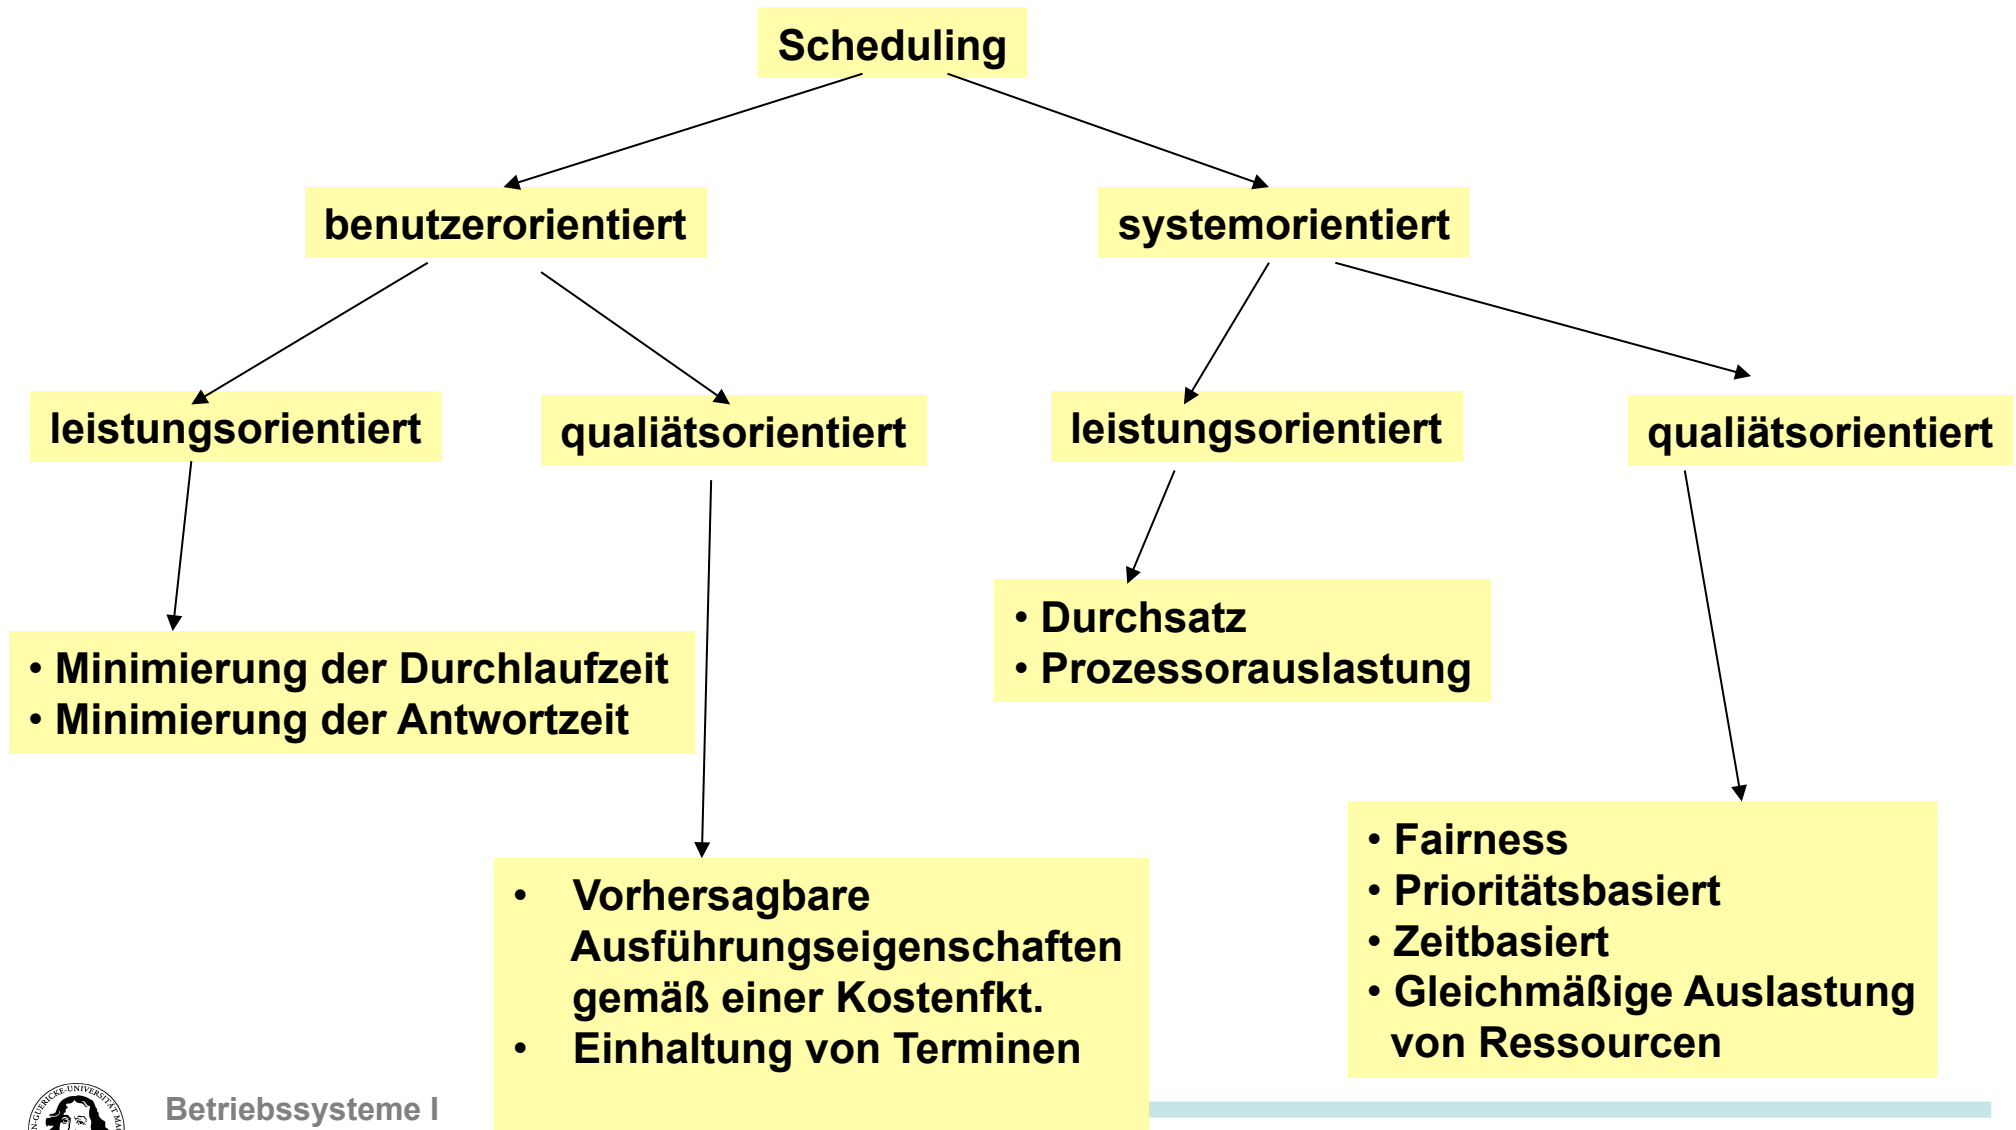 Scheduling
benutzerorientiert
systemorientiert
leistungsorientiert
qualiätsorientiert
leistungsorientiert
qualiätsorientiert
• Minimierung der Durchlaufzeit
• Minimierung der Antwortzeit
• Durchsatz
• Prozessorauslastung
• Vorhersagbare
Ausführungseigenschaften
gemäß einer Kostenfkt.
• Einhaltung von Terminen
• Fairness
• Prioritätsbasiert
• Zeitbasiert
• Gleichmäßige Auslastung
von Ressourcen
Betriebssysteme I